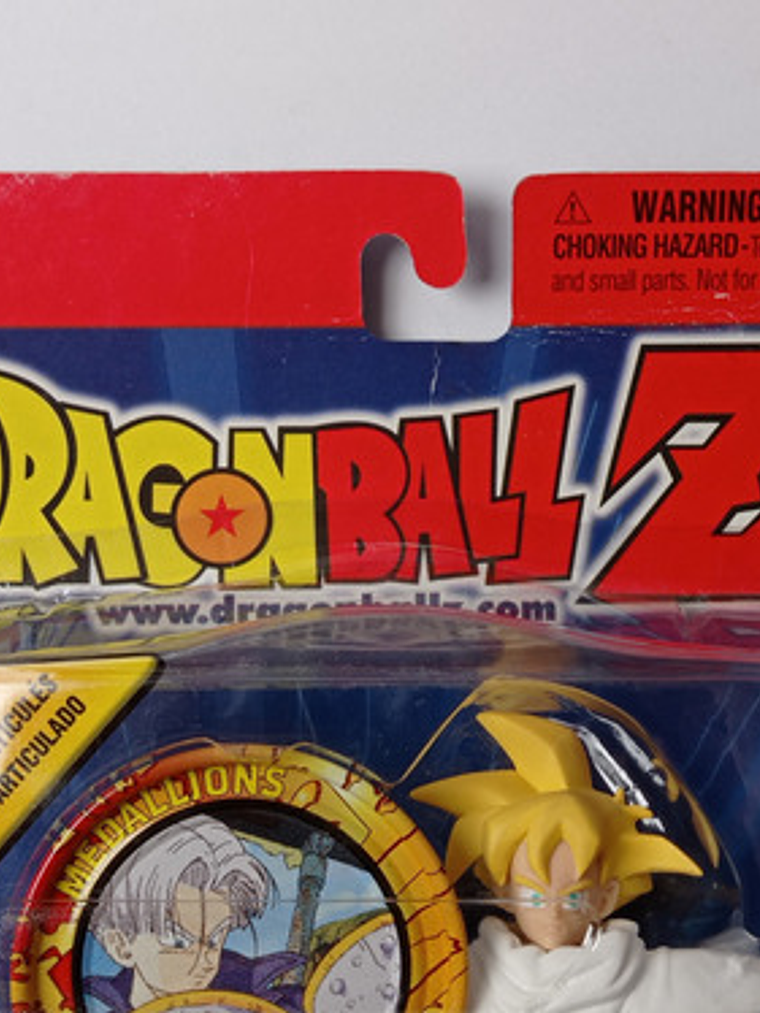 WARNING
CHOKING HAZARD-
and small parts. Not for
DRAGON BALL Z
www.dragonballz.com
ARTICULADO
MEDALLIONS